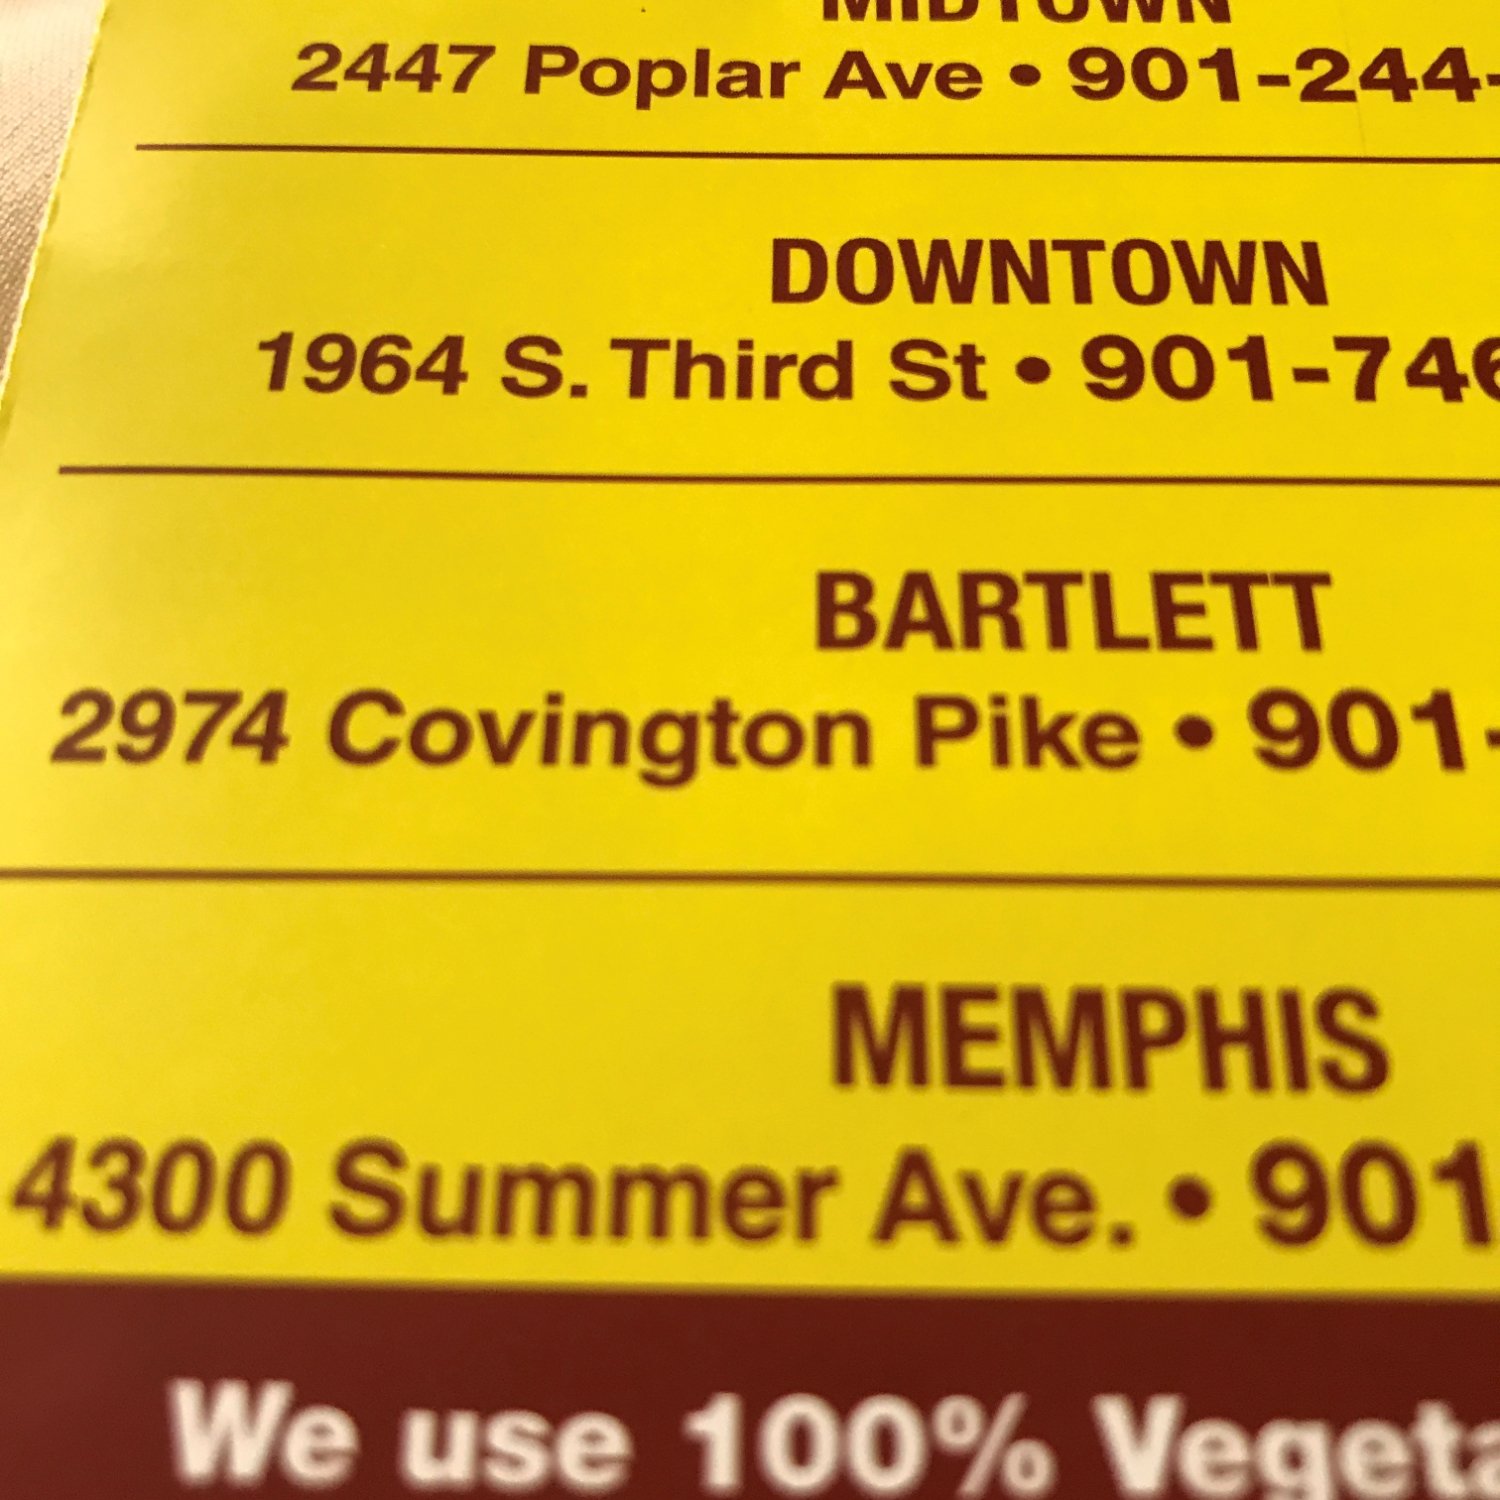 MIDTOWN
2447 Poplar Ave • 901-244-
DOWNTOWN
1964 S. Third St • 901-746
BARTLETT
2974 Covington Pike • 901-
MEMPHIS
4300 Summer Ave. • 901
We use 100%